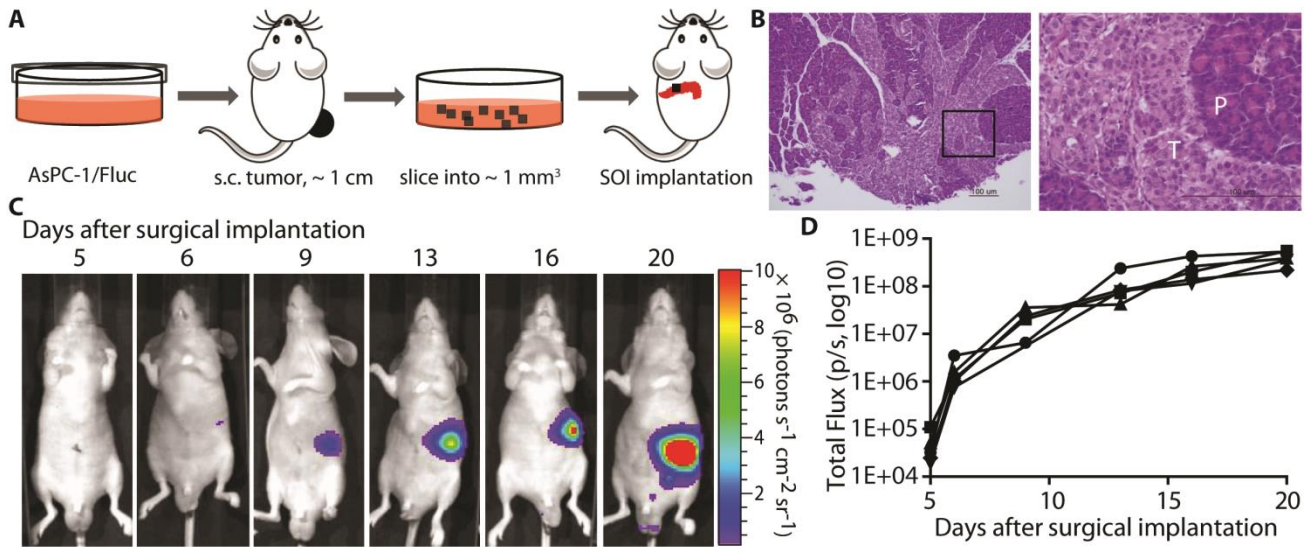 A
AsPC-1/Fluc
s.c. tumor, ~ 1 cm
slice into ~ 1 mm³
SOI implantation
B
100 um
P
T
100 um
C
Days after surgical implantation
5 6 9 13 16 20
10
8
6
4
2
× 10⁶ (photons s⁻¹ cm⁻² sr⁻¹)
D
Total Flux (p/s, log10)
1E+09
1E+08
1E+07
1E+06
1E+05
1E+04
5 10 15 20
Days after surgical implantation